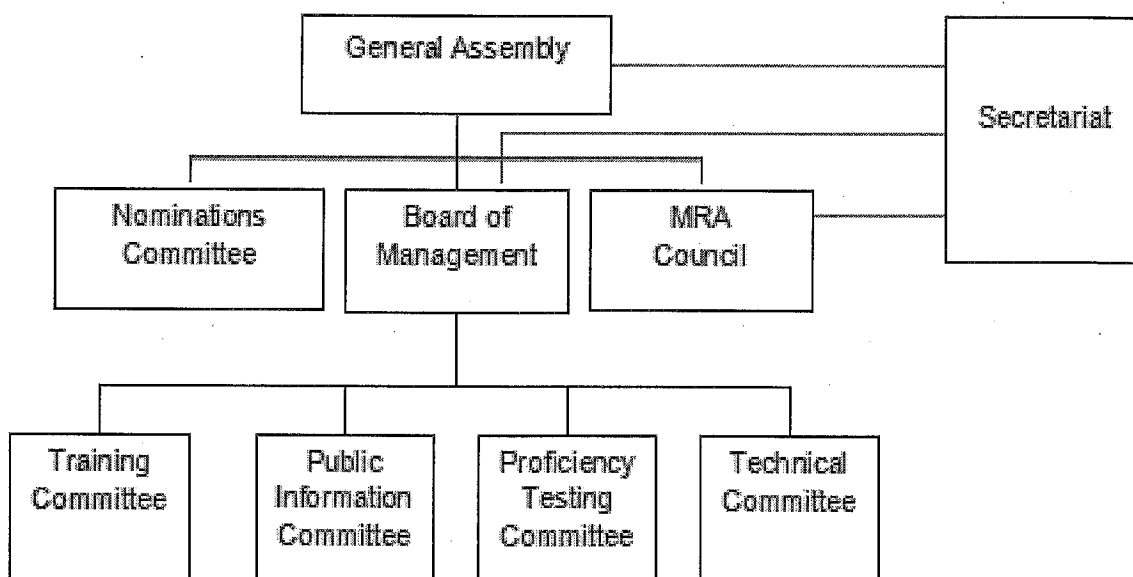 General Assembly
Secretariat
Nominations
Committee
Board of
Management
MRA
Council
Training
Committee
Public
Information
Committee
Proficiency
Testing
Committee
Technical
Committee